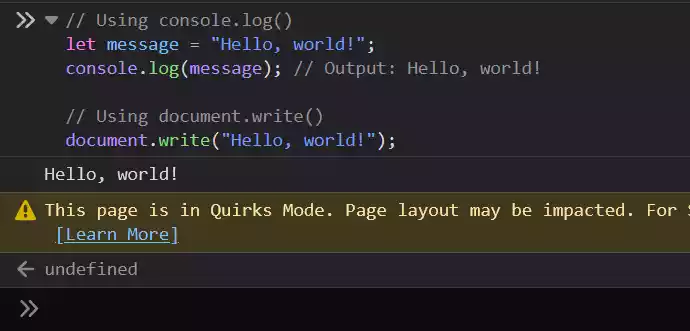 // Using console.log()
let message = "Hello, world!";
console.log(message); // Output: Hello, world!
// Using document.write()
document.write("Hello, world!");
Hello, world!
This page is in Quirks Mode. Page layout may be impacted. For
[Learn More]
undefined